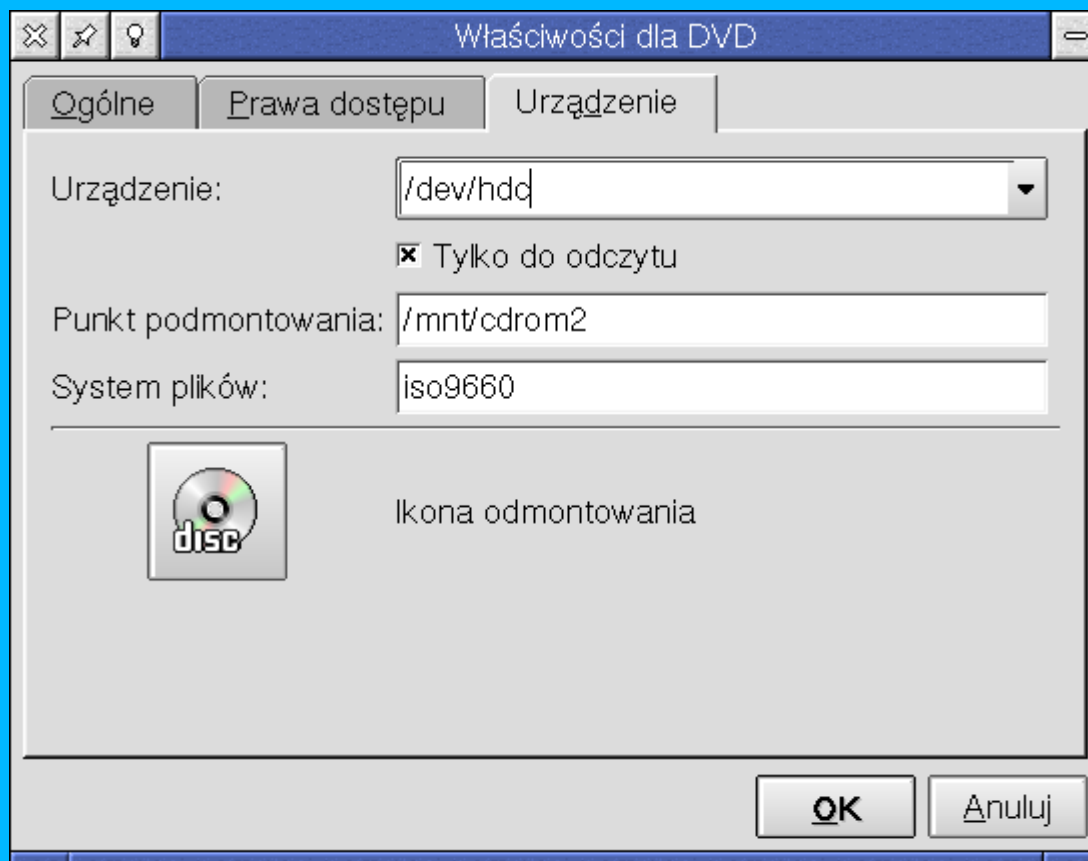 Właściwości dla DVD
Ogólne Prawa dostępu Urządzenie
Urządzenie: /dev/hdc
Tylko do odczytu
Punkt podmontowania: /mnt/cdrom2
System plików: iso9660
disc
Ikona odmontowania
OK Anuluj